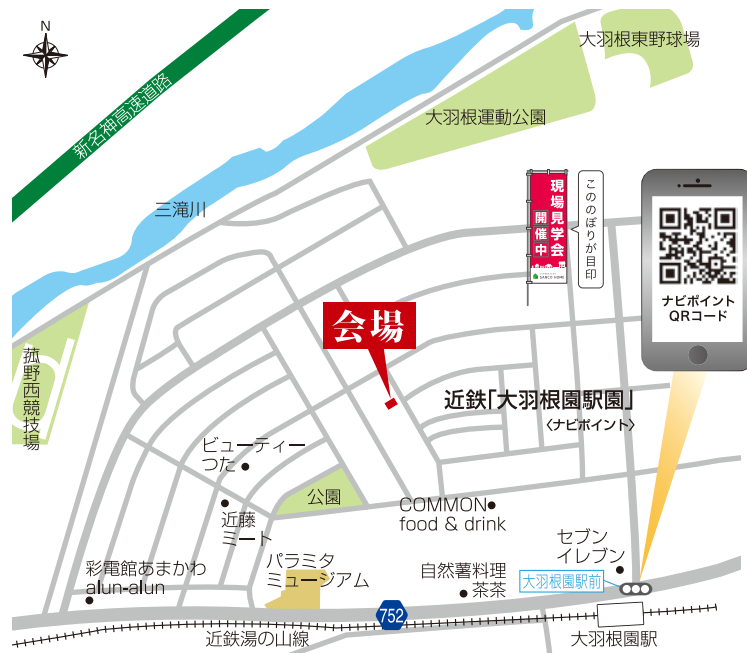 N
大羽根東野球場
新名神高速道路
大羽根運動公園
三滝川
現場見学会
開催中
SANCO HOME
こののぼりが目印
ナビポイント
QRコード
会場
菰野西競技場
近鉄「大羽根園駅園」
〈ナビポイント〉
ビューティー
つた
公園
近藤
ミート
COMMON
food & drink
セブン
イレブン
彩電館あまかわ
alun-alun
パラミタ
ミュージアム
自然薯料理
茶茶
大羽根園駅前
752
近鉄湯の山線
大羽根園駅